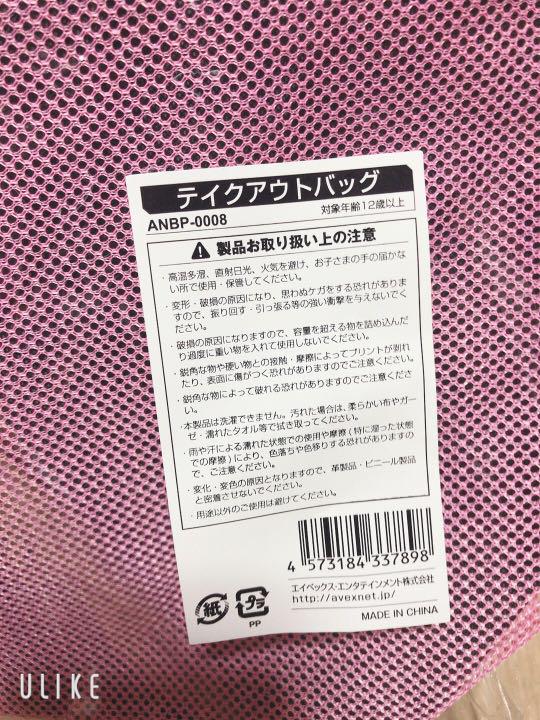 テイクアウトバッグ
ANBP-0008
対象年齢12歳以上
製品お取り扱い上の注意
・高温多湿、直射日光、火気を避け、お子さまの手の届かな
い所で使用・保管してください。
・変形・破損の原因になり、思わぬケガをする恐れがありま
すので、振り回す・引っ張る等の強い衝撃を与えないでく
ださい。
・破損の原因になりますので、容量を超える物を詰め込んだ
り過度に重い物を入れて使用しないでください。
・鋭角な物や硬い物との接触・摩擦によってプリントが剥れ
たり、表面に傷がつく恐れがありますのでご注意ください。
・鋭角な物によって破れる恐れがありますのでご注意くださ
い。
・本製品は洗濯できません。汚れた場合は、柔らかい布やガー
ゼ・濡れたタオル等で拭き取ってください。
・雨や汗による濡れた状態での使用や摩擦(特に湿った状態
での摩擦)により、色落ちや色移りする恐れがありますの
で、ご注意ください。
・変化・変色の原因となりますので、革製品・ビニール製品
と密着させないでください。
・用途以外のご使用は避けてください。
4 573184 337898
エイベックス・エンタテインメント株式会社
http://avexnet.jp/
紙
プラ
PP
MADE IN CHINA
ULIKE